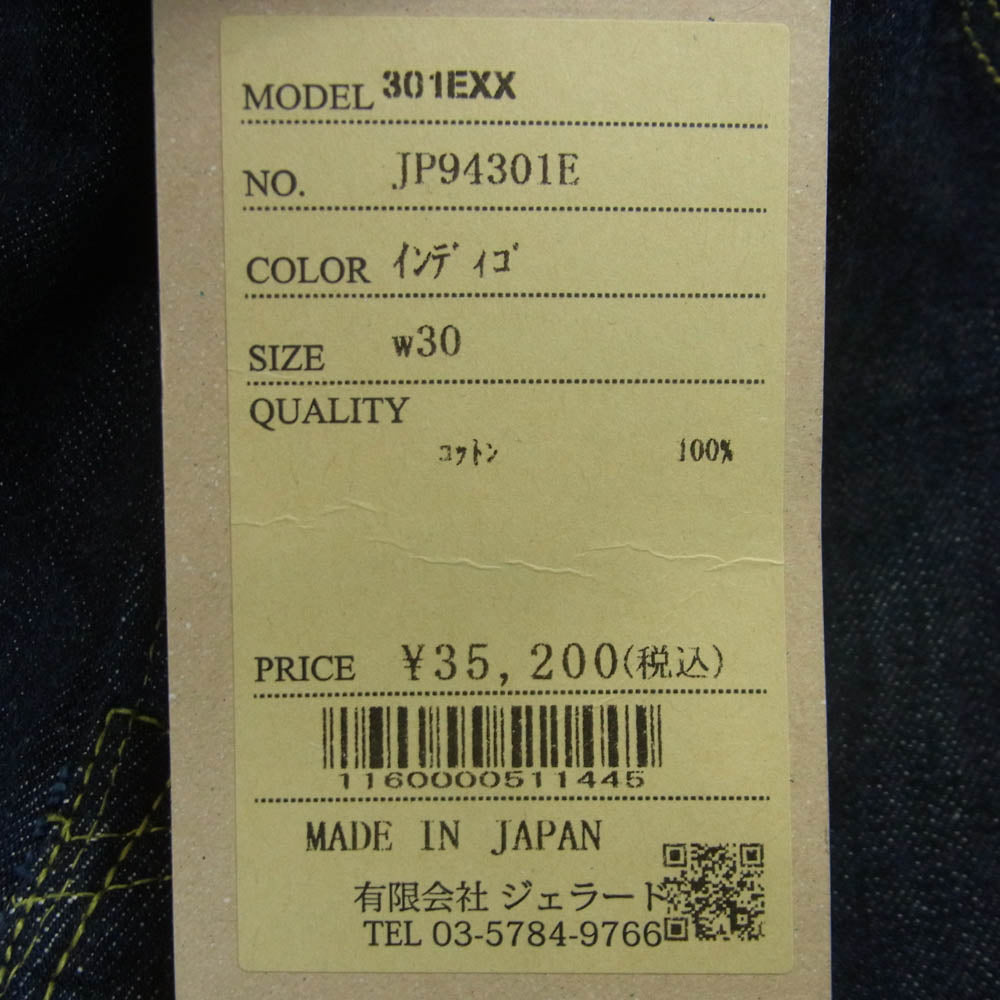 MODEL 301EXX
NO. JP94301E
COLOR インディゴ
SIZE w30
QUALITY
コットン 100%
PRICE ¥35,200(税込)
1160000511445
MADE IN JAPAN
有限会社 ジェラード
TEL 03-5784-9766